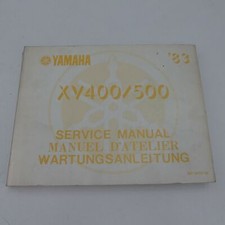 YAMAHA '83
XV400/500
SERVICE MANUAL
MANUEL D'ATELIER
WARTUNGSANLEITUNG